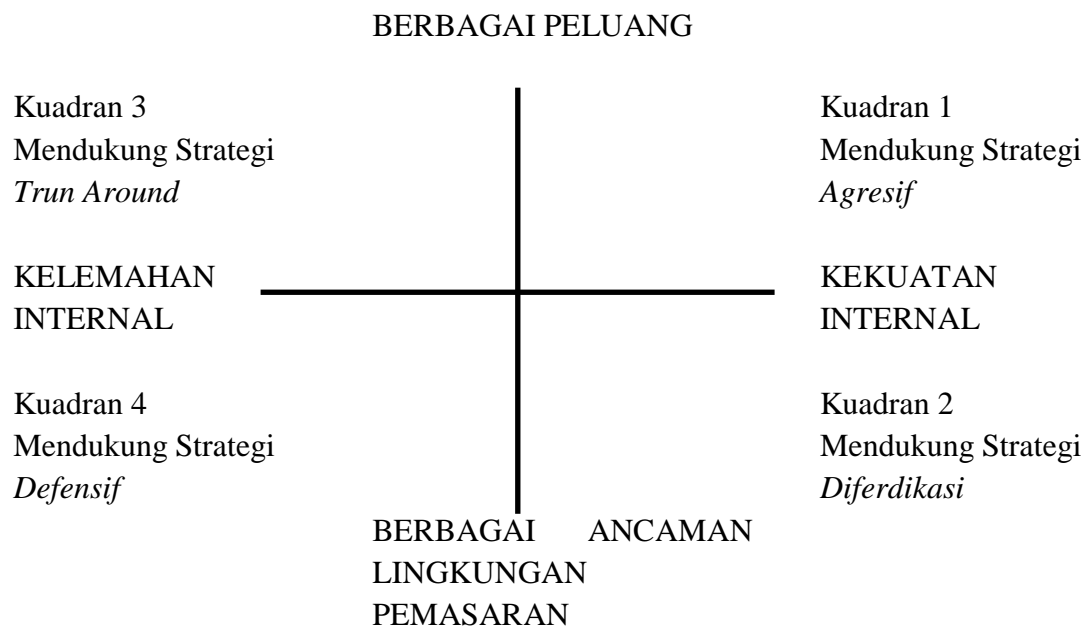 BERBAGAI PELUANG
Kuadran 3
Mendukung Strategi
Trun Around
Kuadran 1
Mendukung Strategi
Agresif
KELEMAHAN
INTERNAL
KEKUATAN
INTERNAL
Kuadran 4
Mendukung Strategi
Defensif
Kuadran 2
Mendukung Strategi
Diferdikasi
BERBAGAI ANCAMAN
LINGKUNGAN
PEMASARAN